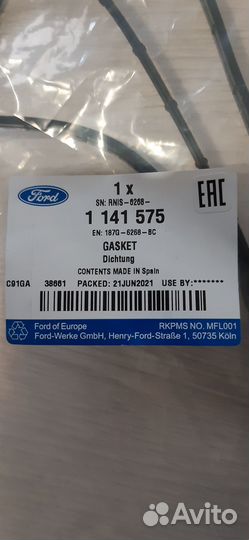 Ford
1 x
SN: RNIS-6268-
1 141 575
EN: 187G-6268-BC
GASKET
Dichtung
CONTENTS MADE IN Spain
C91GA 38661 PACKED: 21JUN2021 USE BY:*******
EAC
Ford of Europe RKPMS NO. MFL001
Ford-Werke GmbH, Henry-Ford-Straße 1, 50735 Köln
Avito